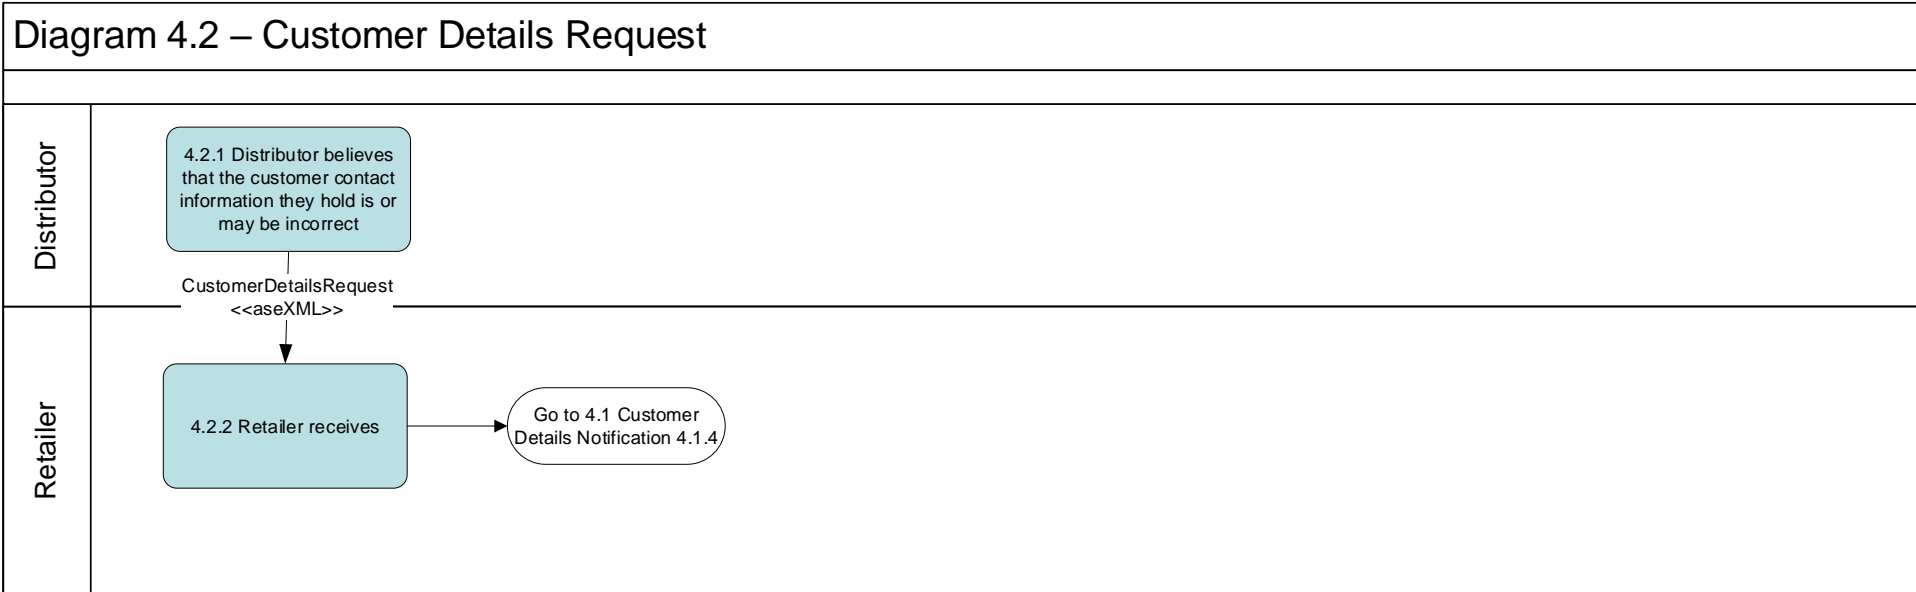 Diagram 4.2 – Customer Details Request
Distributor
4.2.1 Distributor believes
that the customer contact
information they hold is or
may be incorrect
CustomerDetailsRequest
<<aseXML>>
Retailer
4.2.2 Retailer receives
Go to 4.1 Customer
Details Notification 4.1.4